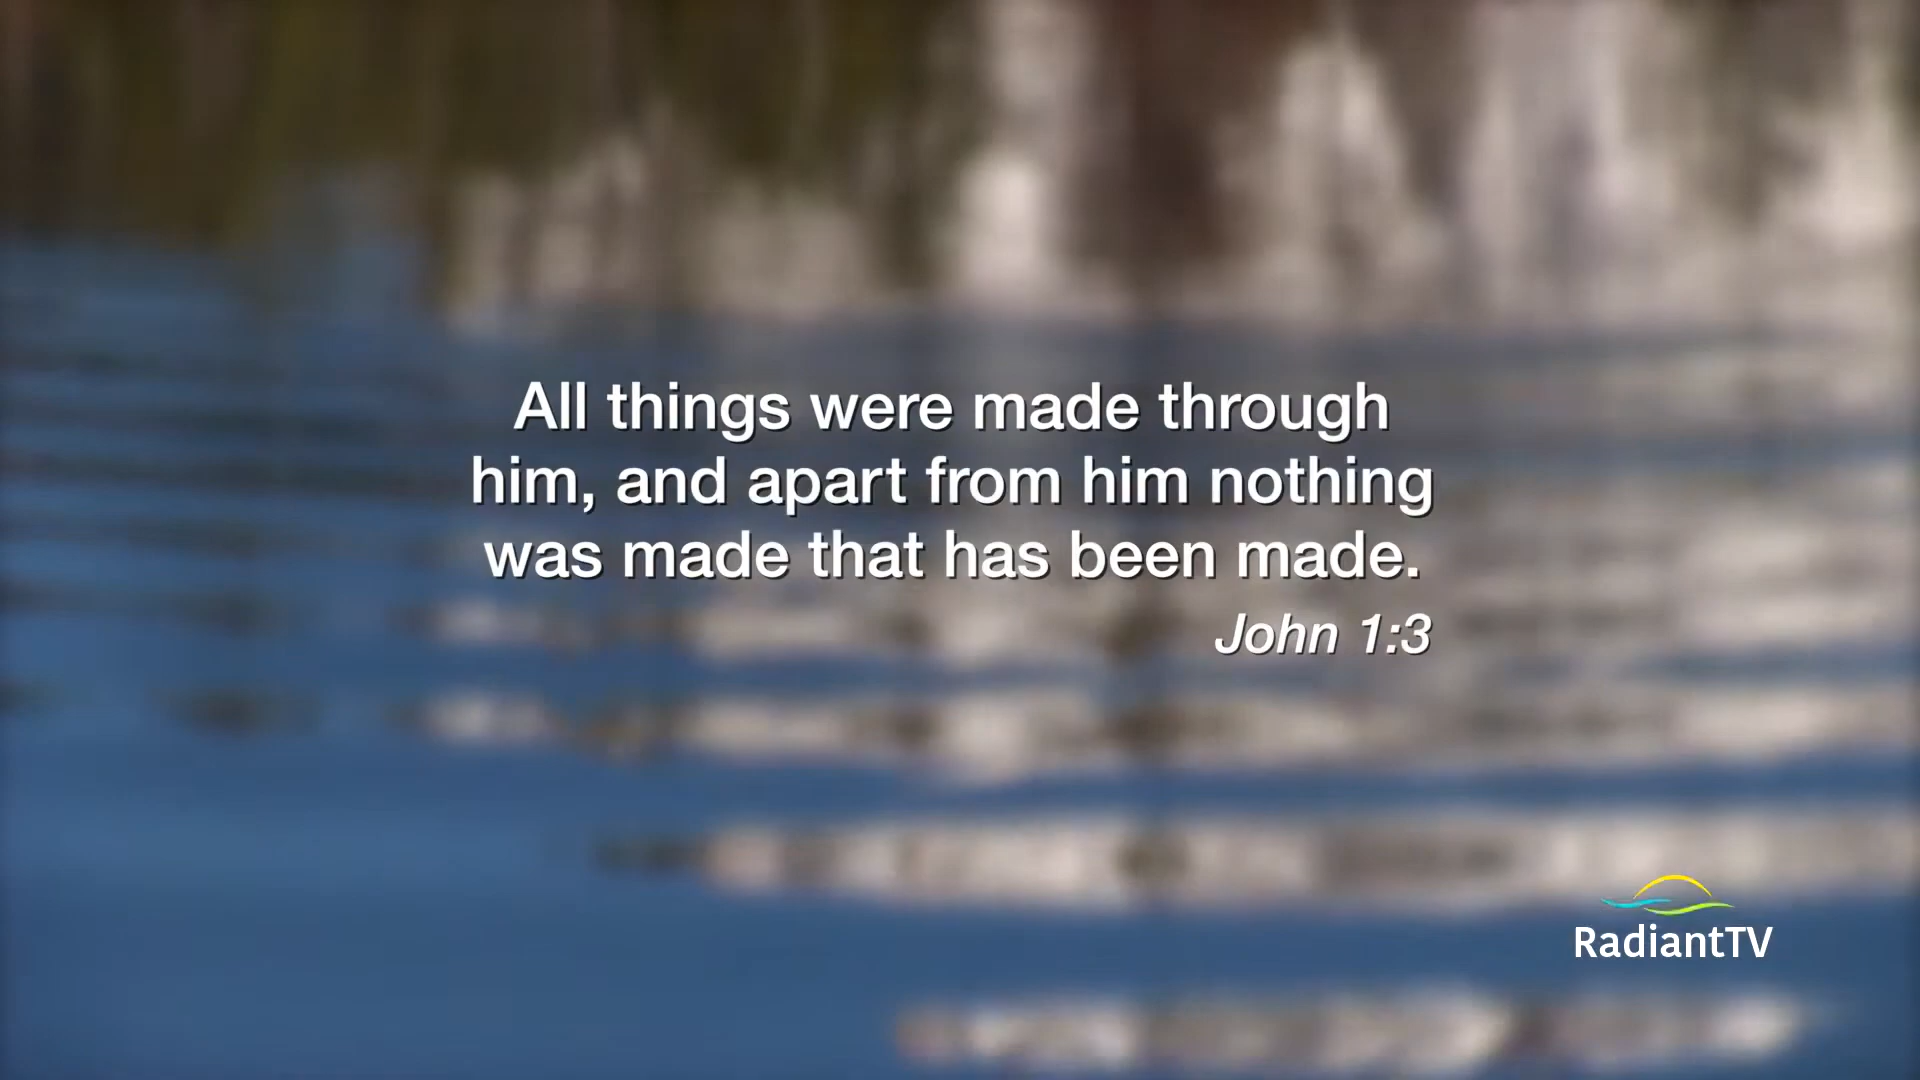 All things were made through
him, and apart from him nothing
was made that has been made.
John 1:3
RadiantTV